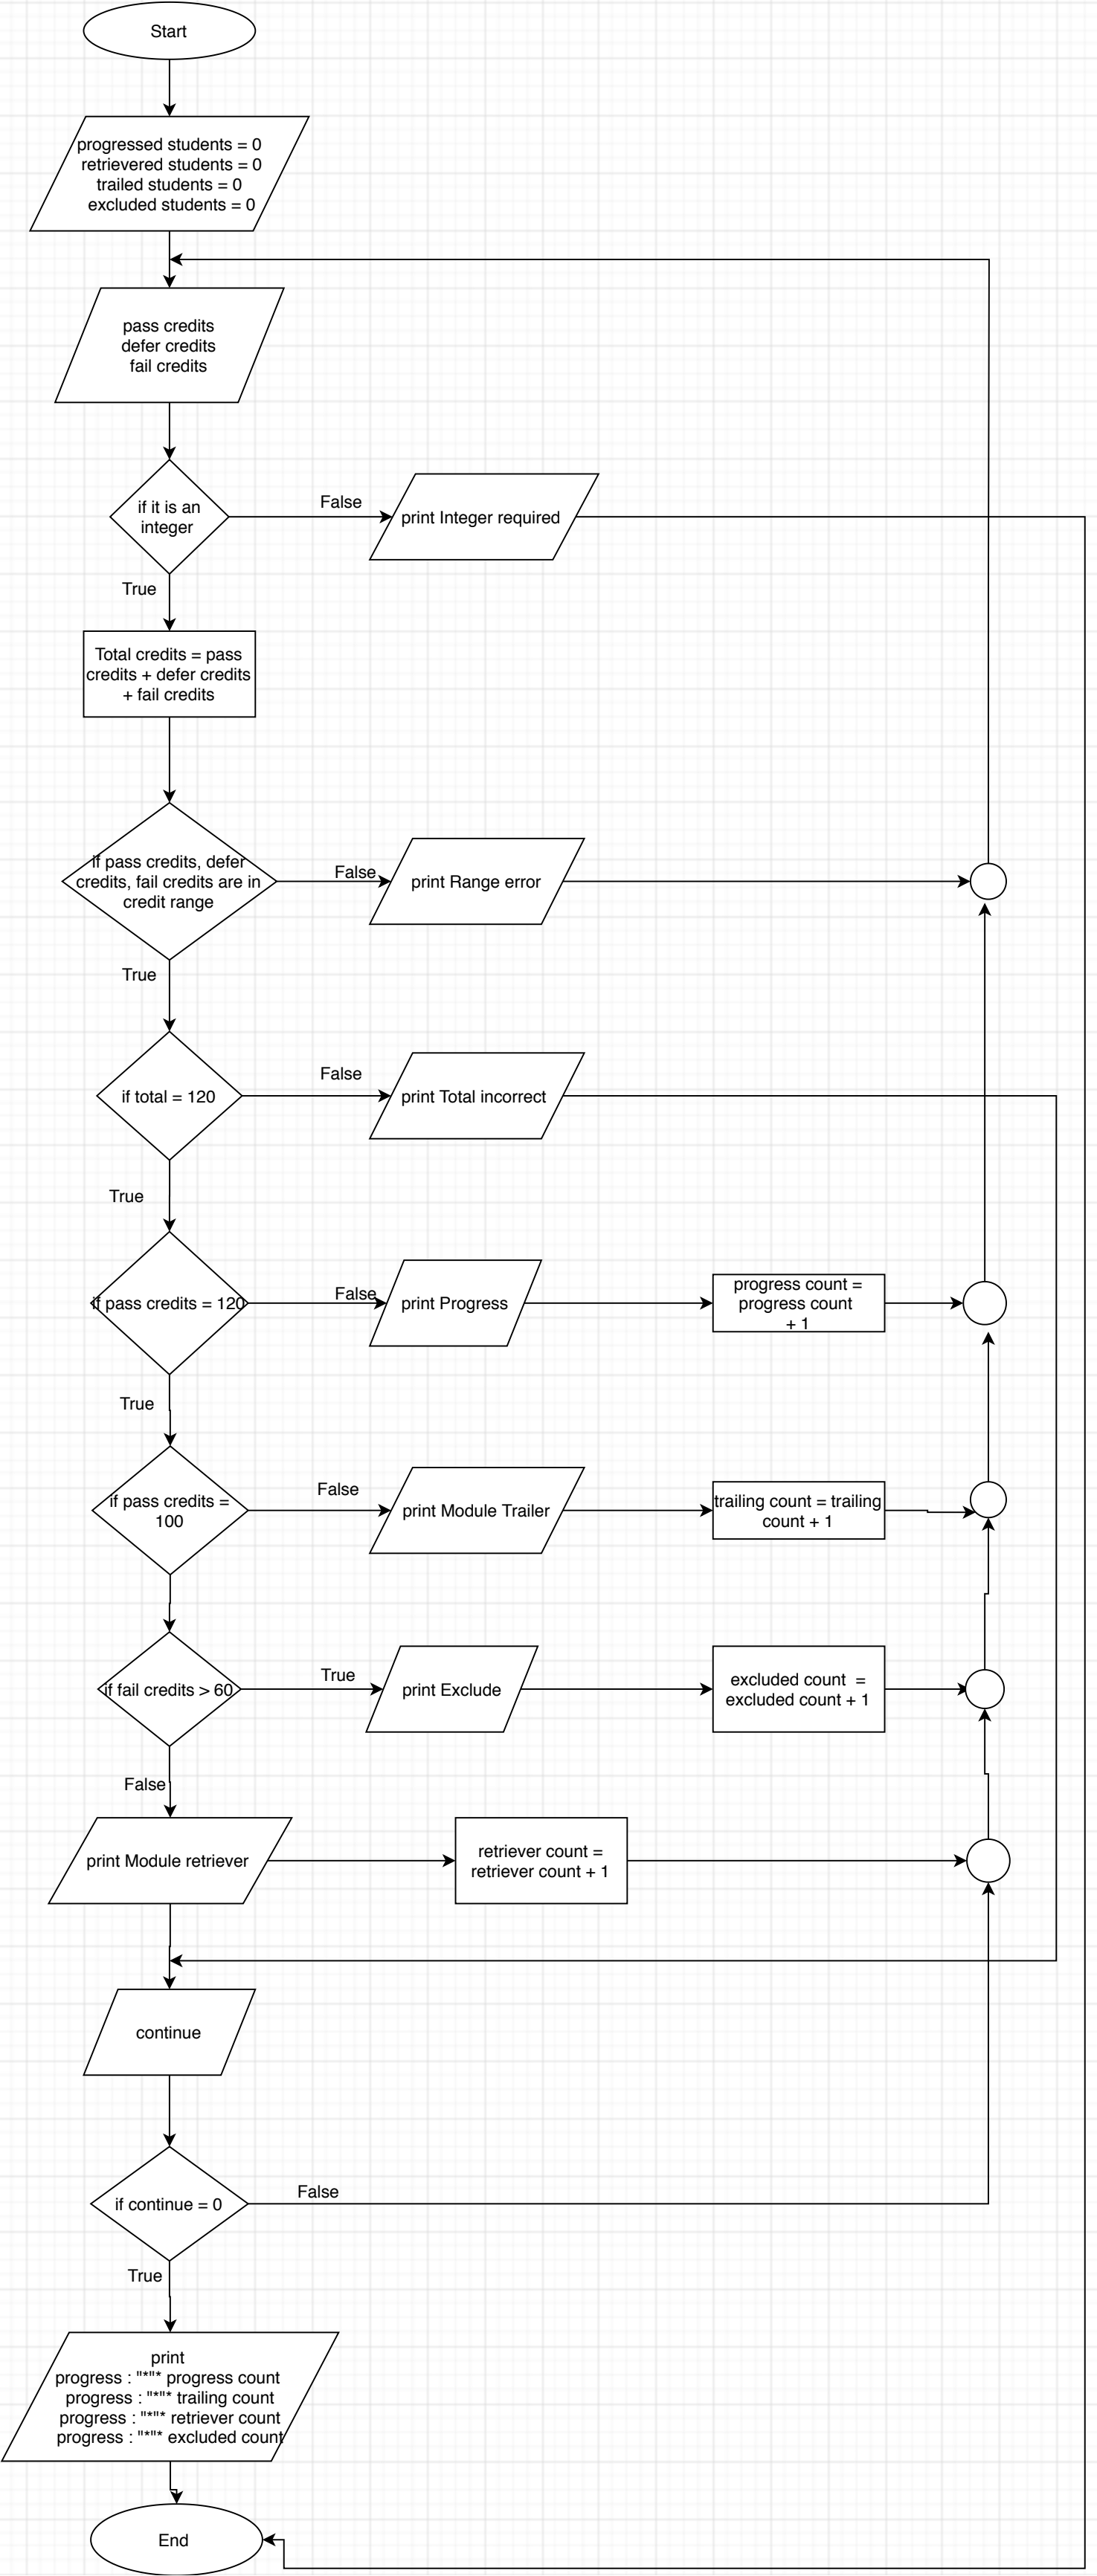 Start
progressed students = 0
retrievered students = 0
trailed students = 0
excluded students = 0
pass credits
defer credits
fail credits
if it is an
integer
False
print Integer required
True
Total credits = pass
credits + defer credits
+ fail credits
if pass credits, defer
credits, fail credits are in
credit range
False
print Range error
True
if total = 120
False
print Total incorrect
True
if pass credits = 120
False
print Progress
progress count =
progress count
+ 1
True
if pass credits =
100
False
print Module Trailer
trailing count = trailing
count + 1
if fail credits > 60
True
print Exclude
excluded count =
excluded count + 1
False
print Module retriever
retriever count =
retriever count + 1
continue
if continue = 0
False
True
print
progress : "*"* progress count
progress : "*"* trailing count
progress : "*"* retriever count
progress : "*"* excluded count
End